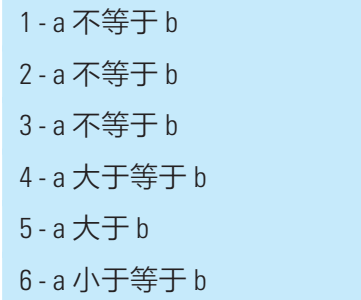 1 - a 不等于 b
2 - a 不等于 b
3 - a 不等于 b
4 - a 大于等于 b
5 - a 大于 b
6 - a 小于等于 b